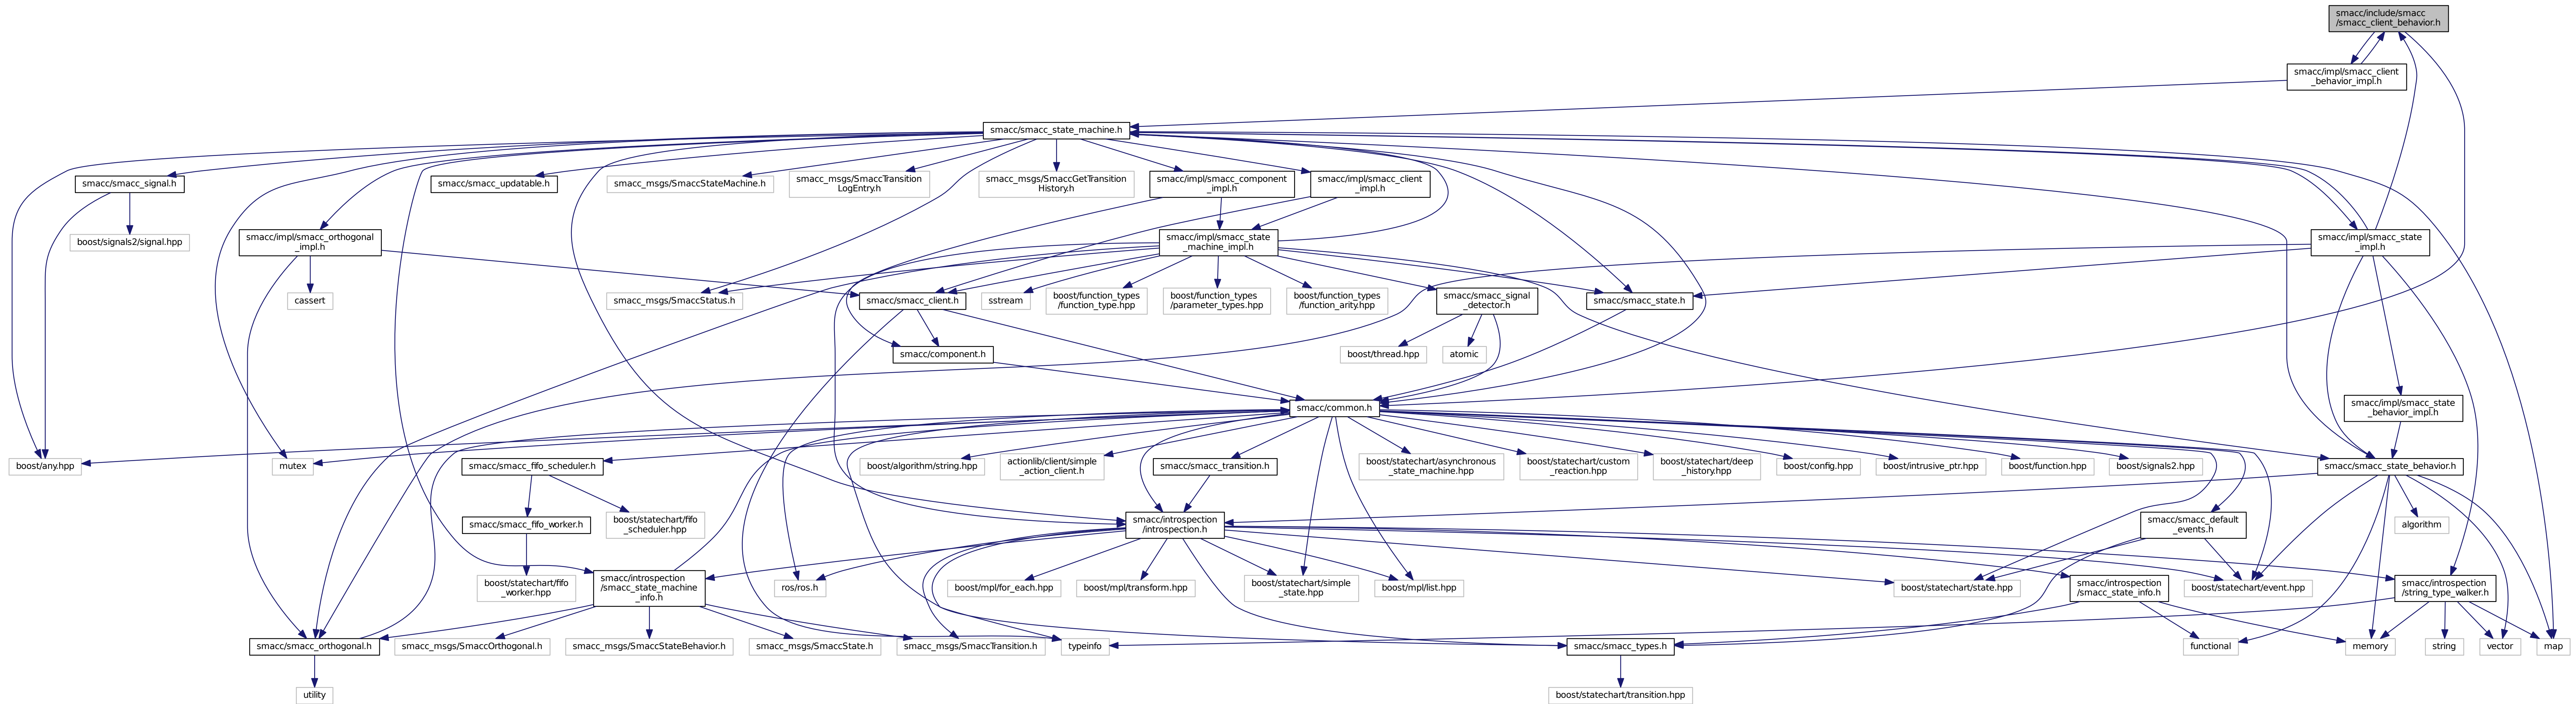 smacc/include/smacc
/smacc_client_behavior.h
smacc/impl/smacc_client
_behavior_impl.h
smacc/smacc_state_machine.h
smacc/smacc_signal.h
smacc/smacc_updatable.h
smacc_msgs/SmaccStateMachine.h
smacc_msgs/SmaccTransition
LogEntry.h
smacc_msgs/SmaccGetTransition
History.h
smacc/impl/smacc_component
_impl.h
smacc/impl/smacc_client
_impl.h
boost/signals2/signal.hpp
smacc/impl/smacc_orthogonal
_impl.h
smacc/impl/smacc_state
_machine_impl.h
smacc/impl/smacc_state
_impl.h
cassert
smacc_msgs/SmaccStatus.h
smacc/smacc_client.h
sstream
boost/function_types
/function_type.hpp
boost/function_types
/parameter_types.hpp
boost/function_types
/function_arity.hpp
smacc/smacc_signal
_detector.h
smacc/smacc_state.h
smacc/component.h
boost/thread.hpp
atomic
smacc/common.h
smacc/impl/smacc_state
_behavior_impl.h
boost/any.hpp
mutex
smacc/smacc_fifo_scheduler.h
boost/algorithm/string.hpp
actionlib/client/simple
_action_client.h
smacc/smacc_transition.h
boost/statechart/asynchronous
_state_machine.hpp
boost/statechart/custom
_reaction.hpp
boost/statechart/deep
_history.hpp
boost/config.hpp
boost/intrusive_ptr.hpp
boost/function.hpp
boost/signals2.hpp
smacc/smacc_state_behavior.h
smacc/smacc_fifo_worker.h
boost/statechart/fifo
_scheduler.hpp
smacc/introspection
/introspection.h
smacc/smacc_default
_events.h
algorithm
boost/statechart/fifo
_worker.hpp
smacc/introspection
/smacc_state_machine
_info.h
ros/ros.h
boost/mpl/for_each.hpp
boost/mpl/transform.hpp
boost/statechart/simple
_state.hpp
boost/mpl/list.hpp
boost/statechart/state.hpp
smacc/introspection
/smacc_state_info.h
boost/statechart/event.hpp
smacc/introspection
/string_type_walker.h
smacc/smacc_orthogonal.h
smacc_msgs/SmaccOrthogonal.h
smacc_msgs/SmaccStateBehavior.h
smacc_msgs/SmaccState.h
smacc_msgs/SmaccTransition.h
typeinfo
smacc/smacc_types.h
functional
memory
string
vector
map
utility
boost/statechart/transition.hpp